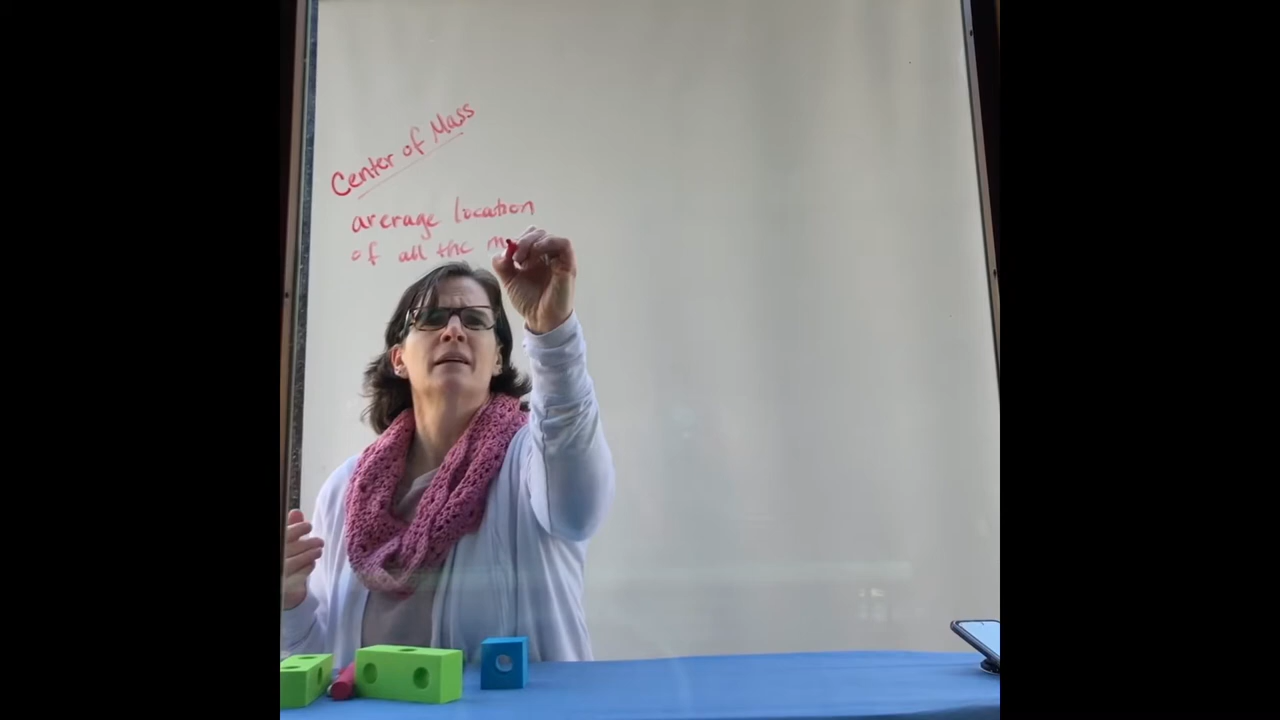 Center of Mass
average location
of all the m